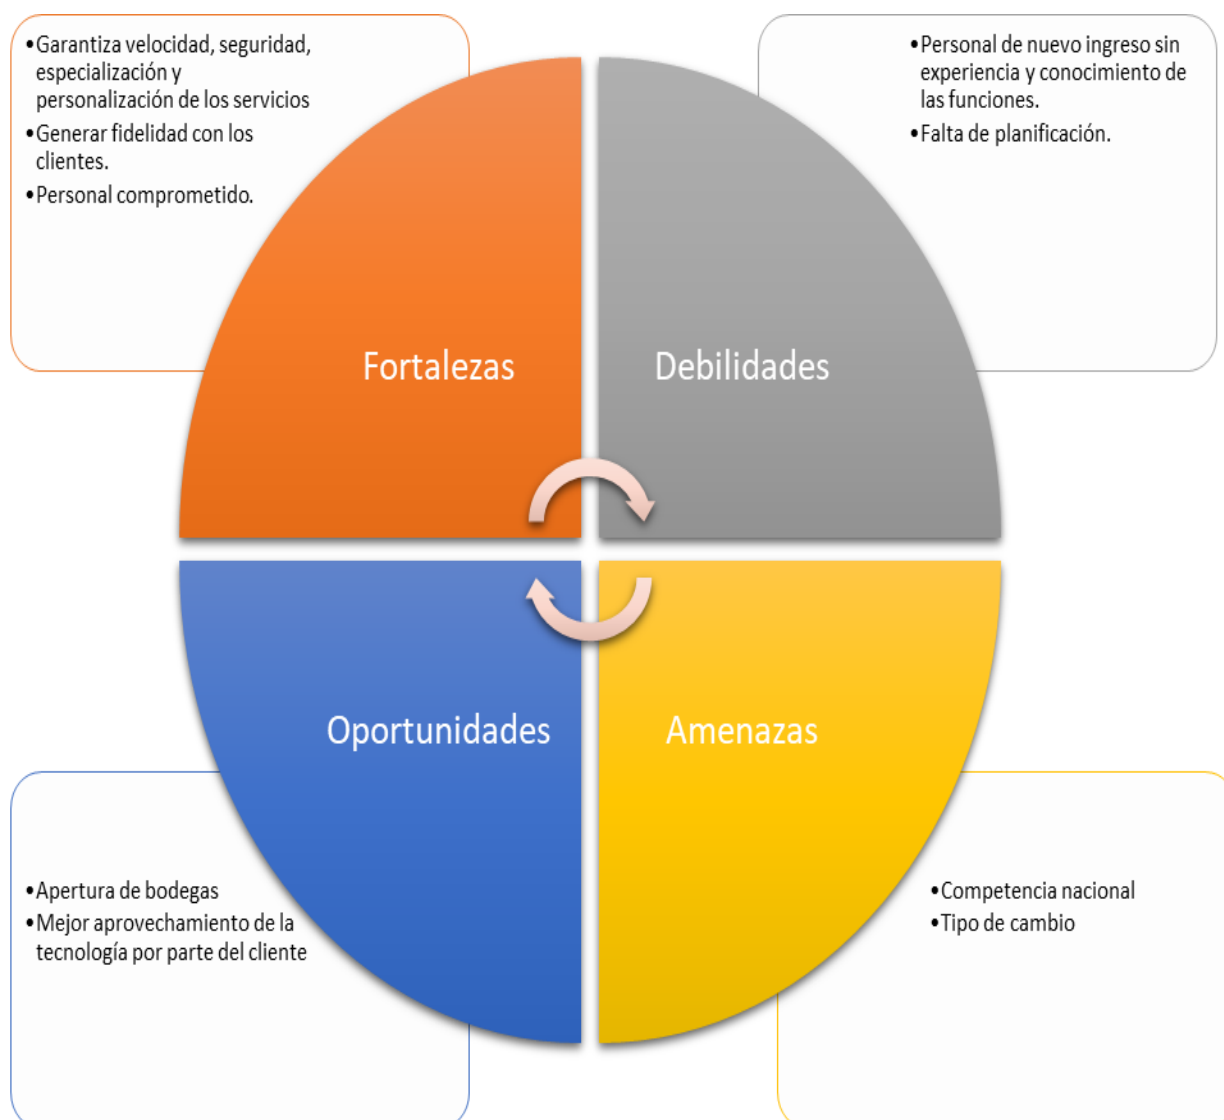 •Garantiza velocidad, seguridad,
especialización y
personalización de los servicios
•Generar fidelidad con los
clientes.
•Personal comprometido.
•Personal de nuevo ingreso sin
experiencia y conocimiento de
las funciones.
•Falta de planificación.
Fortalezas
Debilidades
Oportunidades
Amenazas
•Apertura de bodegas
•Mejor aprovechamiento de la
tecnología por parte del cliente
•Competencia nacional
•Tipo de cambio